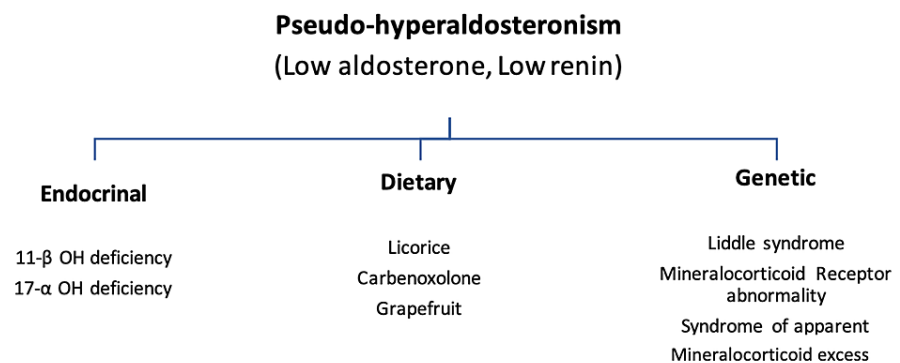 Pseudo-hyperaldosteronism
(Low aldosterone, Low renin)
Endocrinal
11-β OH deficiency
17-α OH deficiency
Dietary
Licorice
Carbenoxolone
Grapefruit
Genetic
Liddle syndrome
Mineralocorticoid Receptor
abnormality
Syndrome of apparent
Mineralocorticoid excess